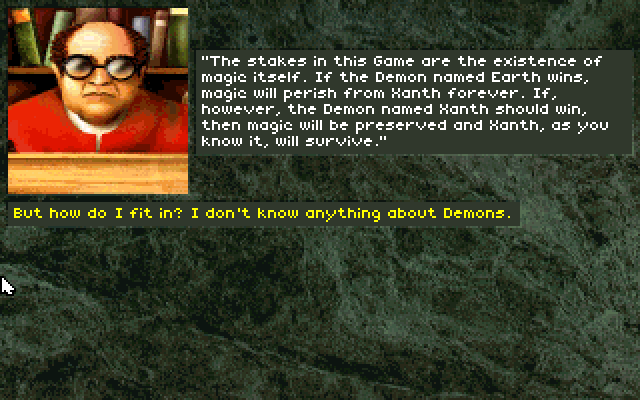 "The stakes in this Game are the existence of
magic itself. If the Demon named Earth wins,
magic will perish from Xanth forever. If,
however, the Demon named Xanth should win,
then magic will be preserved and Xanth, as you
know it, will survive."
But how do I fit in? I don't know anything about Demons.